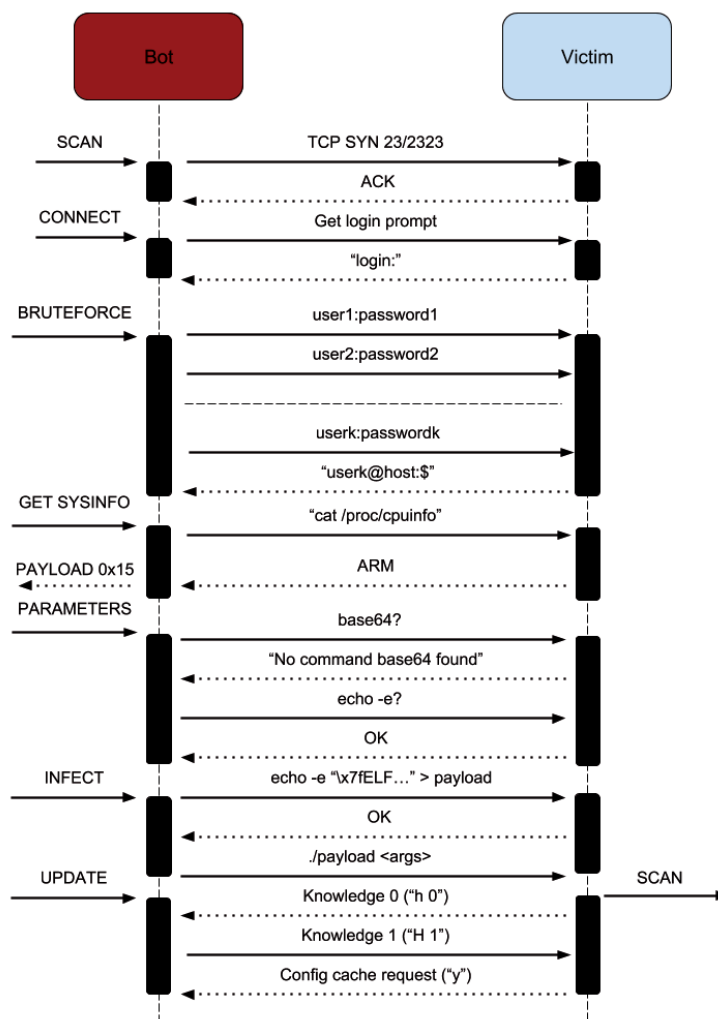 Bot
Victim
SCAN
TCP SYN 23/2323
ACK
CONNECT
Get login prompt
“login:”
BRUTEFORCE
user1:password1
user2:password2
userk:passwordk
“userk@host:$”
GET SYSINFO
“cat /proc/cpuinfo”
PAYLOAD 0x15
ARM
PARAMETERS
base64?
“No command base64 found”
echo -e?
OK
INFECT
echo -e “\x7fELF…” > payload
OK
./payload <args>
UPDATE
SCAN
Knowledge 0 (“h 0”)
Knowledge 1 (“H 1”)
Config cache request (“y”)